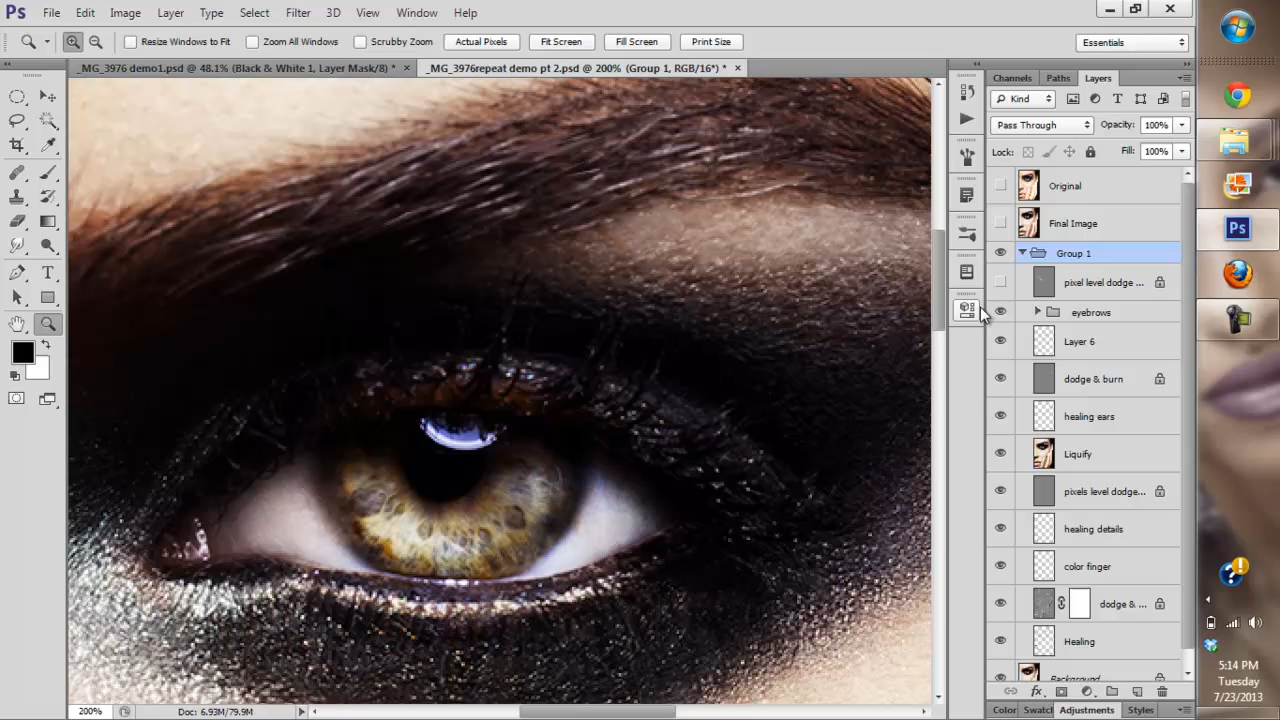 Ps File Edit Image Layer Type Select Filter 3D View Window Help
Resize Windows to Fit Zoom All Windows Scrubby Zoom Actual Pixels Fit Screen Fill Screen Print Size Essentials
_MG_3976 demo1.psd @ 48.1% (Black & White 1, Layer Mask/8) * × _MG_3976repeat demo pt 2.psd @ 200% (Group 1, RGB/16*) * ×
Channels Paths Layers
Kind
Pass Through Opacity: 100%
Lock: Fill: 100%
Original
Final Image
Group 1
pixel level dodge ...
eyebrows
Layer 6
dodge & burn
healing ears
Liquify
pixels level dodge...
healing details
color finger
dodge & ...
Healing
Background
200% Doc: 6.93M/79.9M
Color Swatch Adjustments Styles
Ps
5:14 PM
Tuesday
7/23/2013